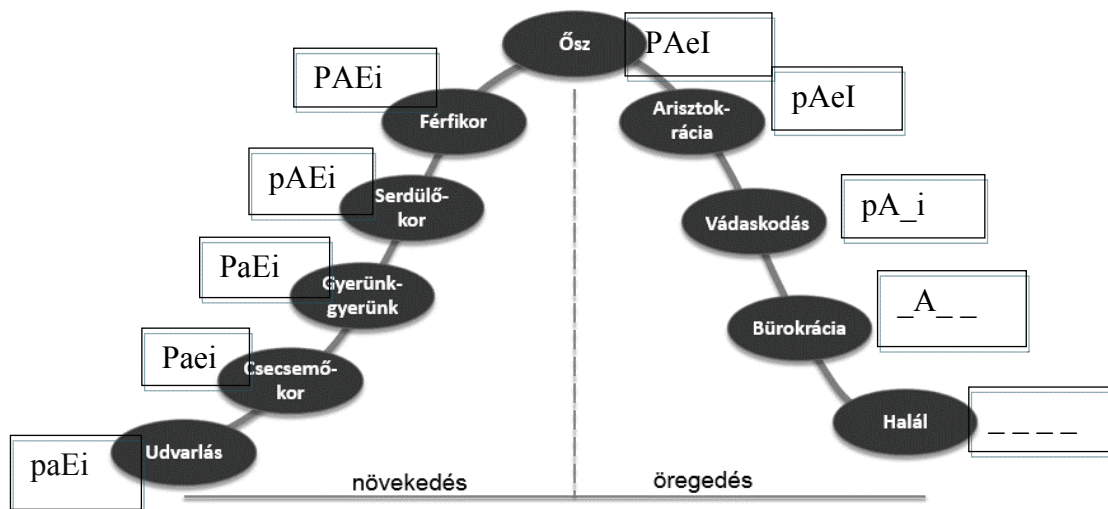 Ősz
PAeI
PAEi
Férfikor
Arisztok-
rácia
pAeI
pAEi
Serdülő-
kor
Vádaskodás
pA_i
PaEi
Gyerünk-
gyerünk
Bürokrácia
_A_ _
Paei
Csecsemő-
kor
Halál
_ _ _ _
paEi
Udvarlás
növekedés
öregedés